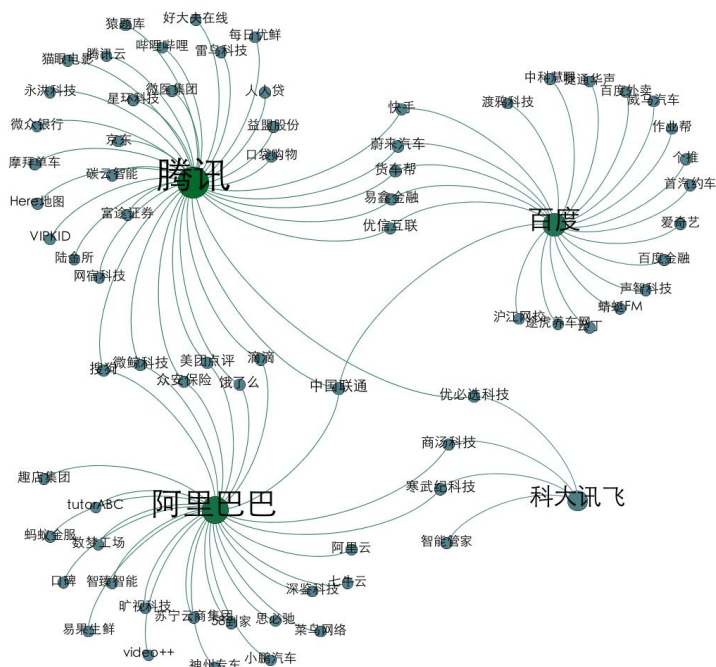 猿题库
好大夫在线
每日优鲜
猫眼电影
腾讯云
哔哩哔哩
雷鸟科技
永洪科技
星环科技
微医集团
人人贷
微众银行
京东
益盟股份
摩拜单车
碳云智能
腾讯
口袋购物
Here地图
富途证券
VIPKID
陆金所
网宿科技
快手
蔚来汽车
货车帮
易鑫金融
优信互联
中科慧眼
捷通华声
百度外卖
威马汽车
渡鸦科技
作业帮
个推
首汽约车
百度
爱奇艺
百度金融
声智科技
蜻蜓FM
沪江网校
途虎养车网
搜狗
微鲸科技
美团点评
滴滴
众安保险
饿了么
中国联通
优必选科技
商汤科技
寒武纪科技
科大讯飞
智能管家
趣店集团
tutorABC
阿里巴巴
蚂蚁金服
数梦工场
阿里云
口碑
智臻智能
深鉴科技
七牛云
旷视科技
苏宁云商集团
58到家
思必驰
菜鸟网络
易果生鲜
video++
神州专车
小鹏汽车